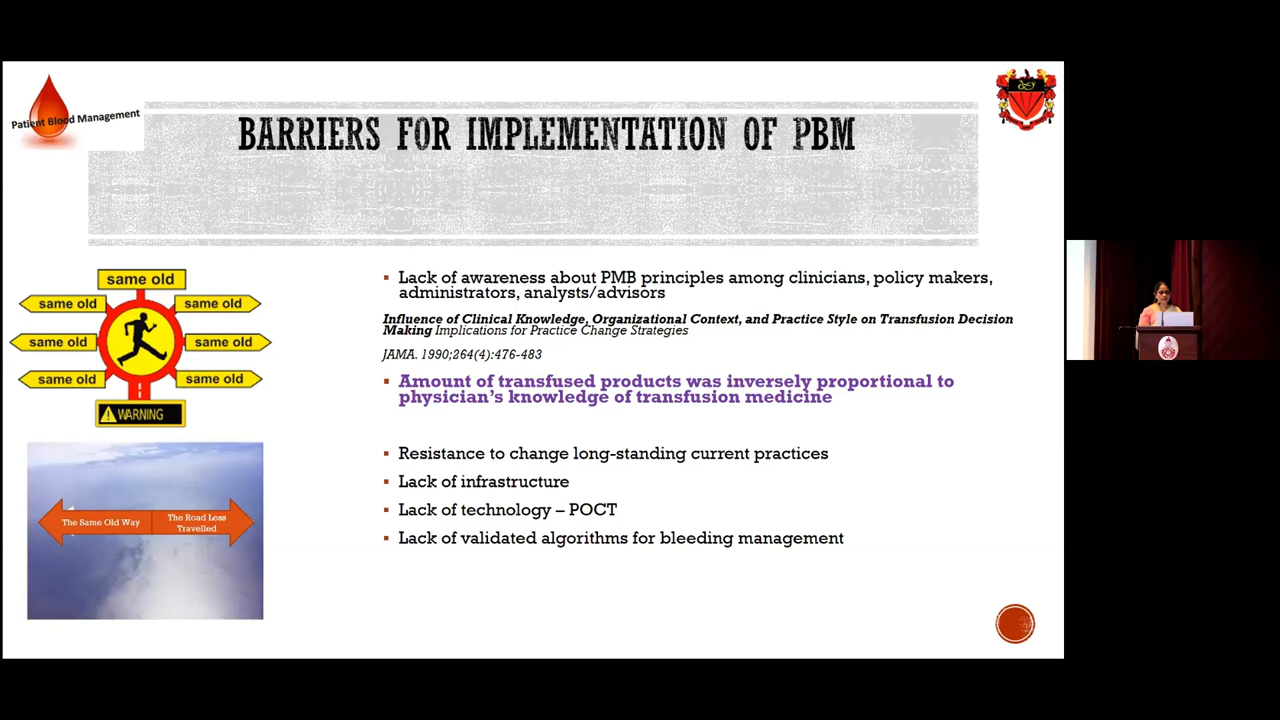 Patient Blood Management
BARRIERS FOR IMPLEMENTATION OF PBM
same old
same old
same old
same old
same old
same old
same old
WARNING
The Same Old Way
The Road Less
Travelled
Lack of awareness about PMB principles among clinicians, policy makers,
administrators, analysts/advisors
Influence of Clinical Knowledge, Organizational Context, and Practice Style on Transfusion Decision
Making Implications for Practice Change Strategies
JAMA. 1990;264(4):476-483
Amount of transfused products was inversely proportional to
physician's knowledge of transfusion medicine
Resistance to change long-standing current practices
Lack of infrastructure
Lack of technology – POCT
Lack of validated algorithms for bleeding management